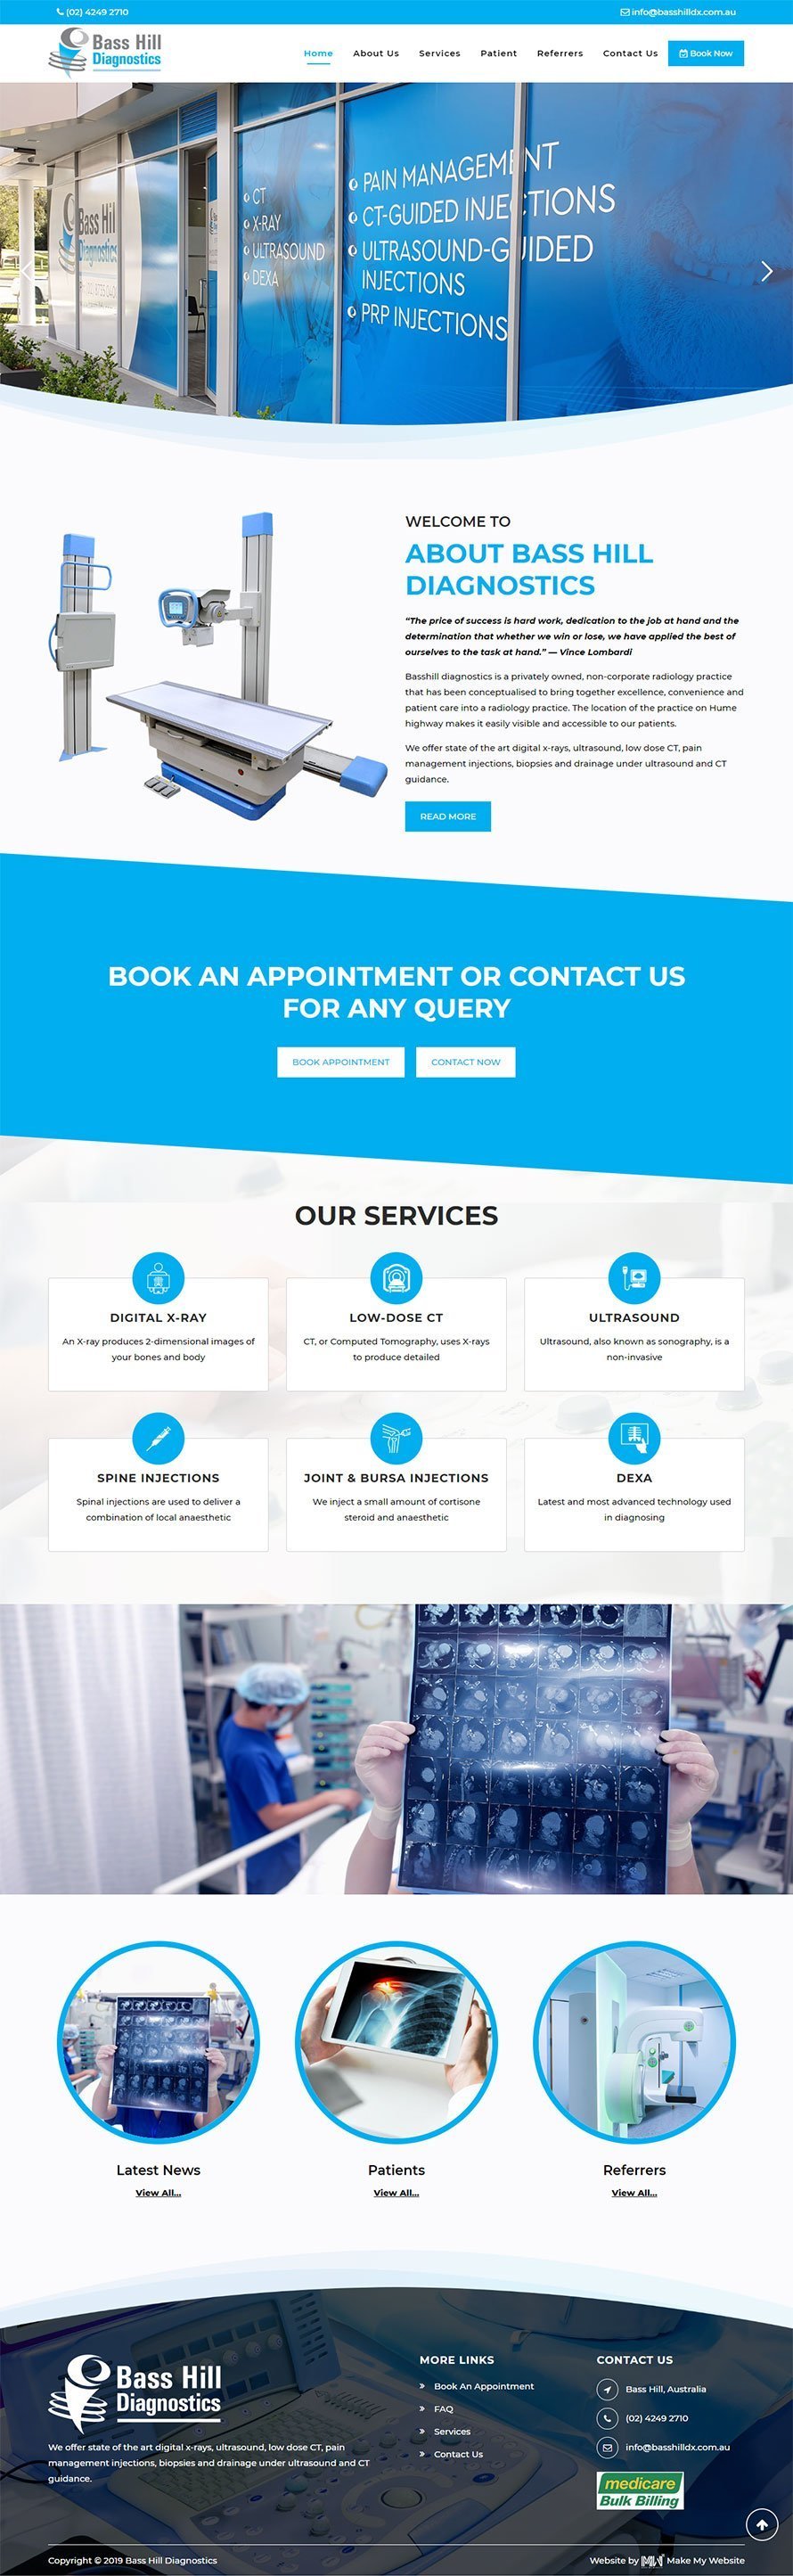 (02) 4249 2710
info@basshilldx.com.au
Bass Hill
Diagnostics
Home
About Us
Services
Patient
Referrers
Contact Us
Book Now
Bass Hill
Diagnostics
CT
X-RAY
ULTRASOUND
DEXA
PAIN MANAGEMENT
CT-GUIDED INJECTIONS
ULTRASOUND-GUIDED
INJECTIONS
PRP INJECTIONS
WELCOME TO
ABOUT BASS HILL
DIAGNOSTICS
“The price of success is hard work, dedication to the job at hand and the
determination that whether we win or lose, we have applied the best of
ourselves to the task at hand.” — Vince Lombardi
Basshill diagnostics is a privately owned, non-corporate radiology practice
that has been conceptualised to bring together excellence, convenience and
patient care into a radiology practice. The location of the practice on Hume
highway makes it easily visible and accessible to our patients.
We offer state of the art digital x-rays, ultrasound, low dose CT, pain
management injections, biopsies and drainage under ultrasound and CT
guidance.
READ MORE
BOOK AN APPOINTMENT OR CONTACT US
FOR ANY QUERY
BOOK APPOINTMENT
CONTACT NOW
OUR SERVICES
DIGITAL X-RAY
An X-ray produces 2-dimensional images of
your bones and body
LOW-DOSE CT
CT, or Computed Tomography, uses X-rays
to produce detailed
ULTRASOUND
Ultrasound, also known as sonography, is a
non-invasive
SPINE INJECTIONS
Spinal injections are used to deliver a
combination of local anaesthetic
JOINT & BURSA INJECTIONS
We inject a small amount of cortisone
steroid and anaesthetic
DEXA
Latest and most advanced technology used
in diagnosing
Latest News
View All...
Patients
View All...
Referrers
View All...
Bass Hill
Diagnostics
We offer state of the art digital x-rays, ultrasound, low dose CT, pain
management injections, biopsies and drainage under ultrasound and CT
guidance.
MORE LINKS
Book An Appointment
FAQ
Services
Contact Us
CONTACT US
Bass Hill, Australia
(02) 4249 2710
info@basshilldx.com.au
medicare
Bulk Billing
Copyright © 2019 Bass Hill Diagnostics
Website by Make My Website